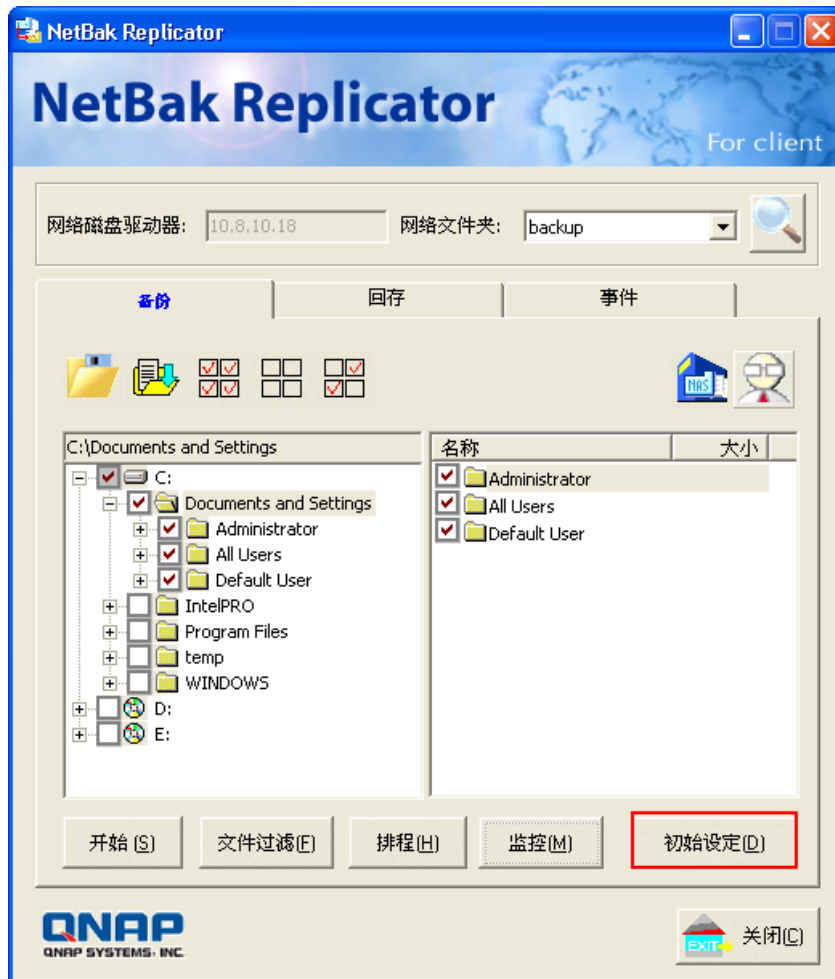 NetBak Replicator
NetBak Replicator
For client
网络磁盘驱动器: 10.8.10.18 网络文件夹: backup
备份 回存 事件
NAS
C:\Documents and Settings
名称 大小
C:
Documents and Settings
Administrator
All Users
Default User
IntelPRO
Program Files
temp
WINDOWS
D:
E:
Administrator
All Users
Default User
开始 (S) 文件过滤(F) 排程(H) 监控(M) 初始设定(D)
QNAP
QNAP SYSTEMS, INC
EXIT 关闭(C)